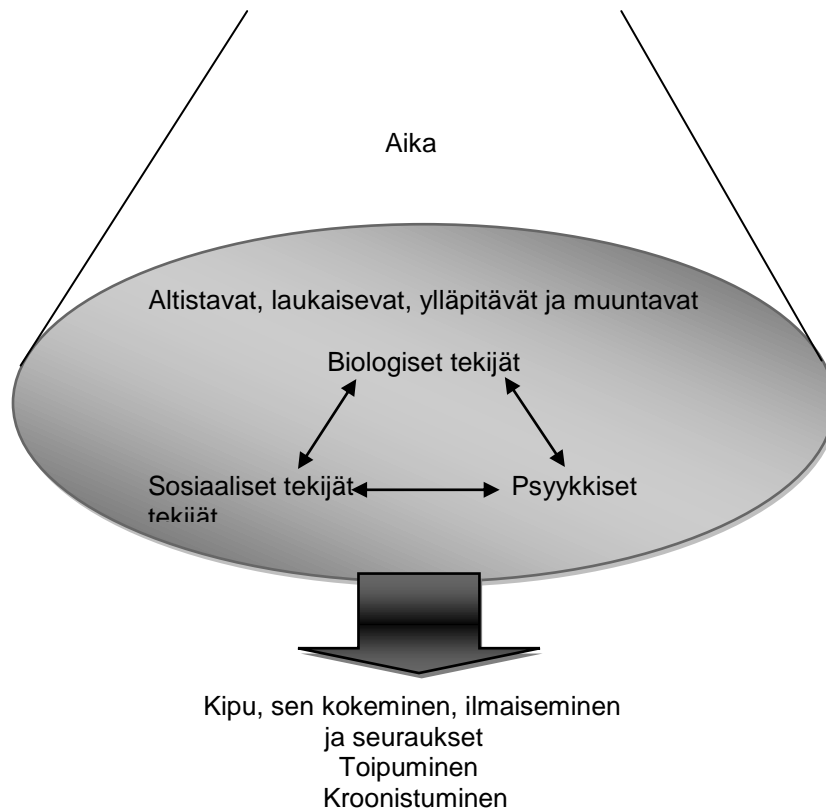 Aika
Altistavat, laukaisevat, ylläpitävät ja muuntavat
Biologiset tekijät
Sosiaaliset tekijät Psyykkiset
tekijät
Kipu, sen kokeminen, ilmaiseminen
ja seuraukset
Toipuminen
Kroonistuminen